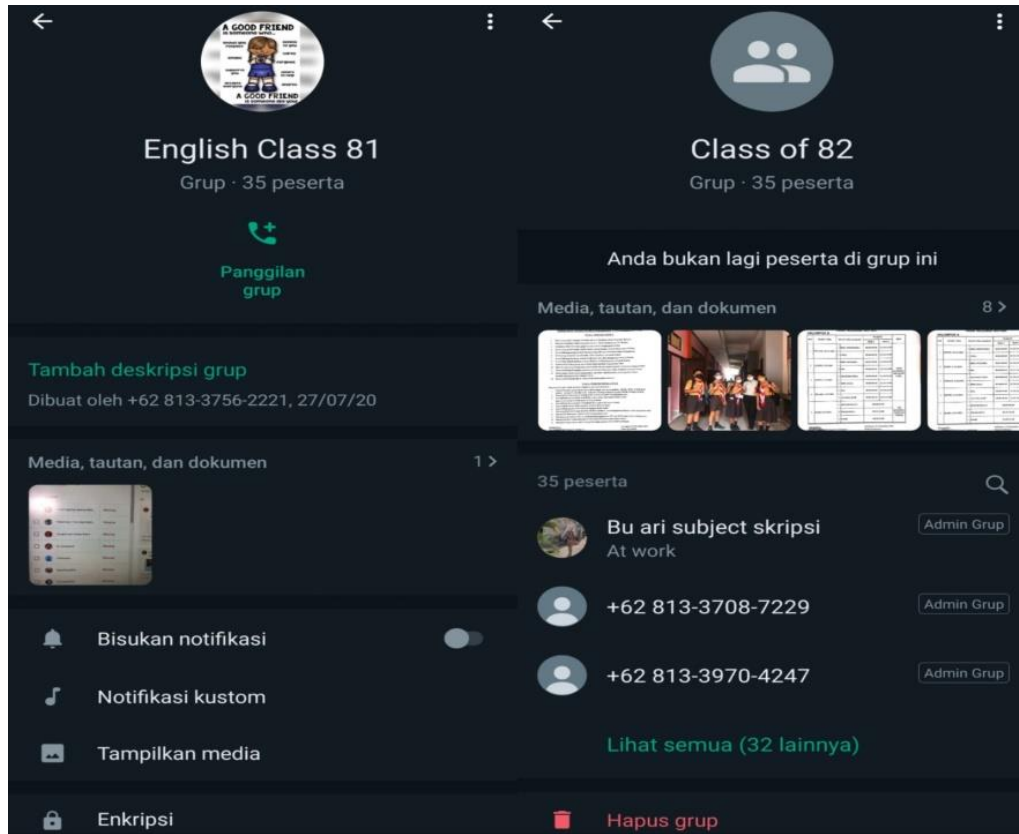 A GOOD FRIEND
A GOOD FRIEND
English Class 81
Grup · 35 peserta
Panggilan
grup
Tambah deskripsi grup
Dibuat oleh +62 813-3756-2221, 27/07/20
Media, tautan, dan dokumen
1 >
Bisukan notifikasi
Notifikasi kustom
Tampilkan media
Enkripsi
Class of 82
Grup · 35 peserta
Anda bukan lagi peserta di grup ini
Media, tautan, dan dokumen
8 >
35 peserta
Bu ari subject skripsi
Admin Grup
At work
+62 813-3708-7229
Admin Grup
+62 813-3970-4247
Admin Grup
Lihat semua (32 lainnya)
Hapus grup